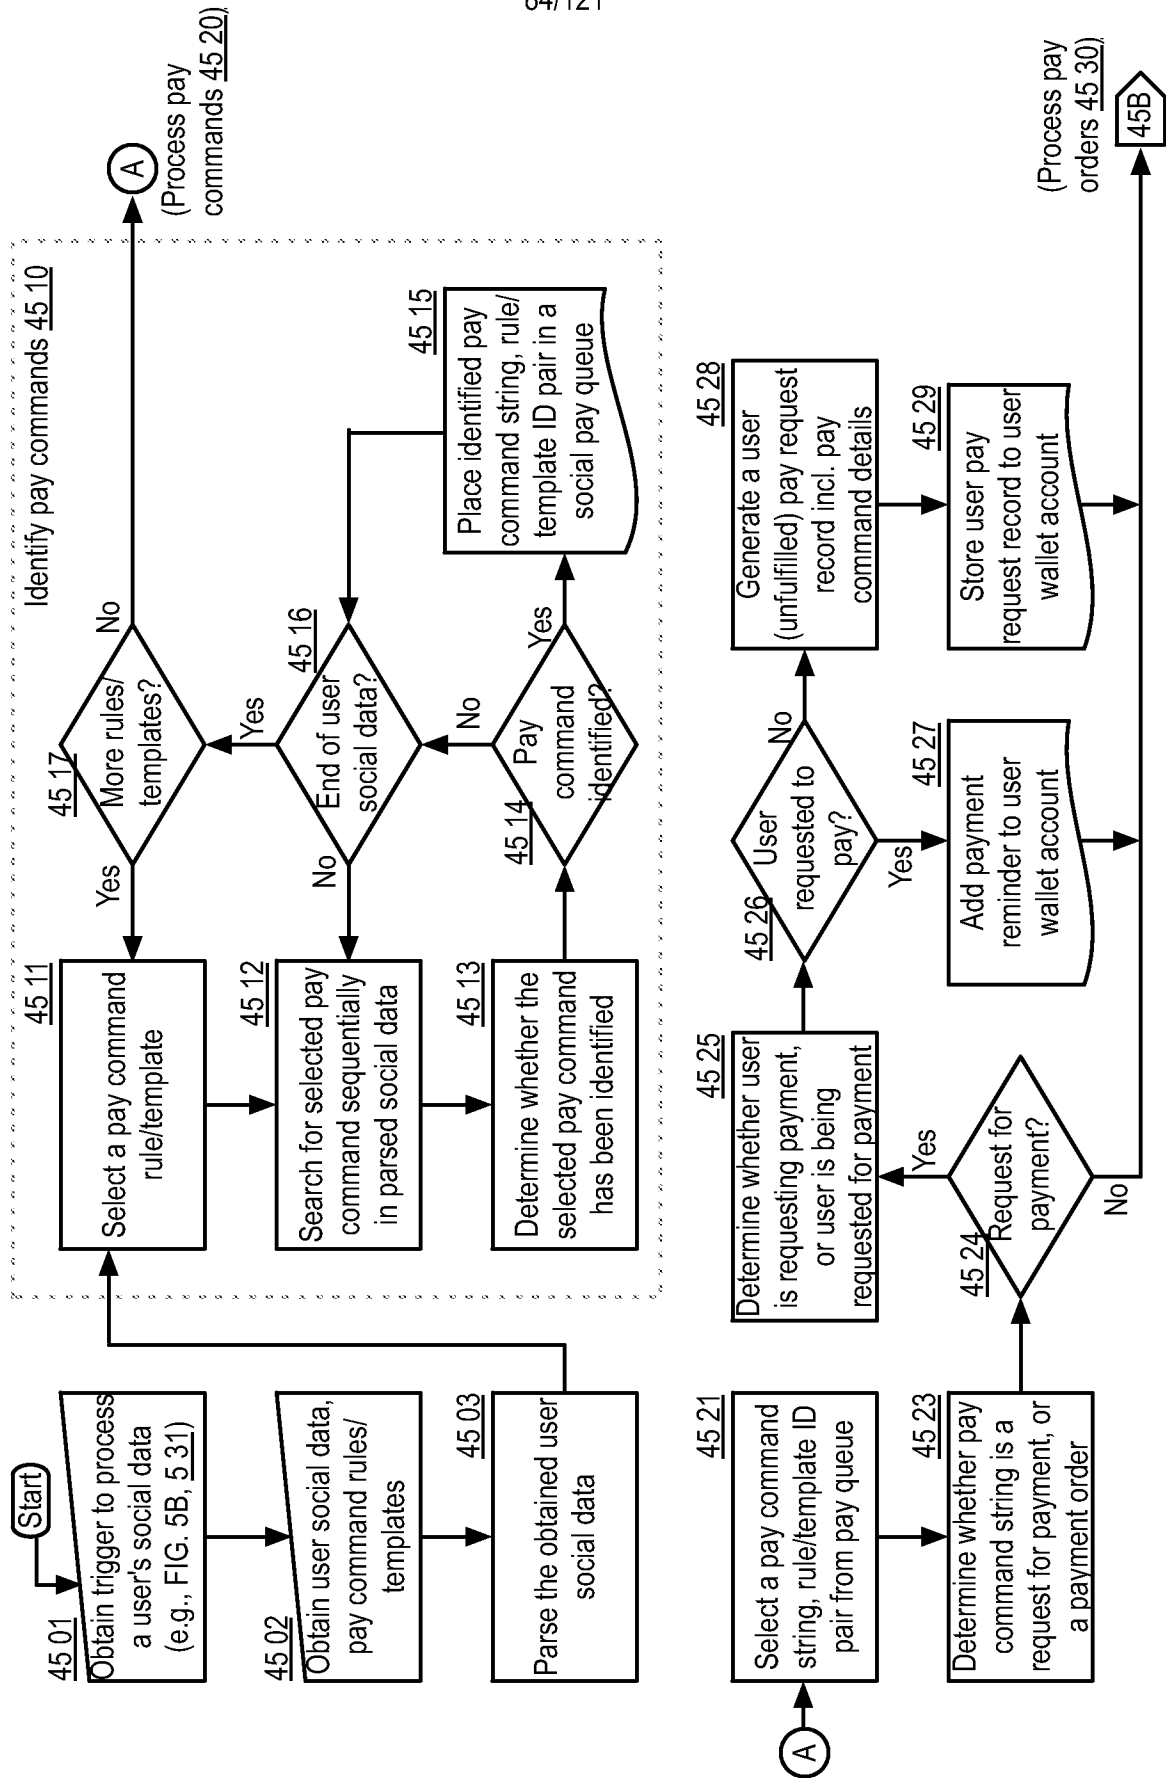 84/121
Start
45 01
Obtain trigger to process
a user's social data
(e.g., FIG. 5B, 5 31)
45 02
Obtain user social data,
pay command rules/
templates
45 03
Parse the obtained user
social data
Identify pay commands 45 10
45 11
Select a pay command
rule/template
45 12
Search for selected pay
command sequentially
in parsed social data
45 13
Determine whether the
selected pay command
has been identified
45 14
Pay
command
identified?
Yes
No
45 15
Place identified pay
command string, rule/
template ID pair in a
social pay queue
45 16
End of user
social data?
No
Yes
45 17
More rules/
templates?
Yes
No
A
(Process pay
commands 45 20)
A
45 21
Select a pay command
string, rule/template ID
pair from pay queue
45 23
Determine whether pay
command string is a
request for payment, or
a payment order
45 24
Request for
payment?
Yes
No
45 25
Determine whether user
is requesting payment,
or user is being
requested for payment
45 26
User
requested to
pay?
No
Yes
45 27
Add payment
reminder to user
wallet account
45 28
Generate a user
(unfulfilled) pay request
record incl. pay
command details
45 29
Store user pay
request record to user
wallet account
(Process pay
orders 45 30)
45B